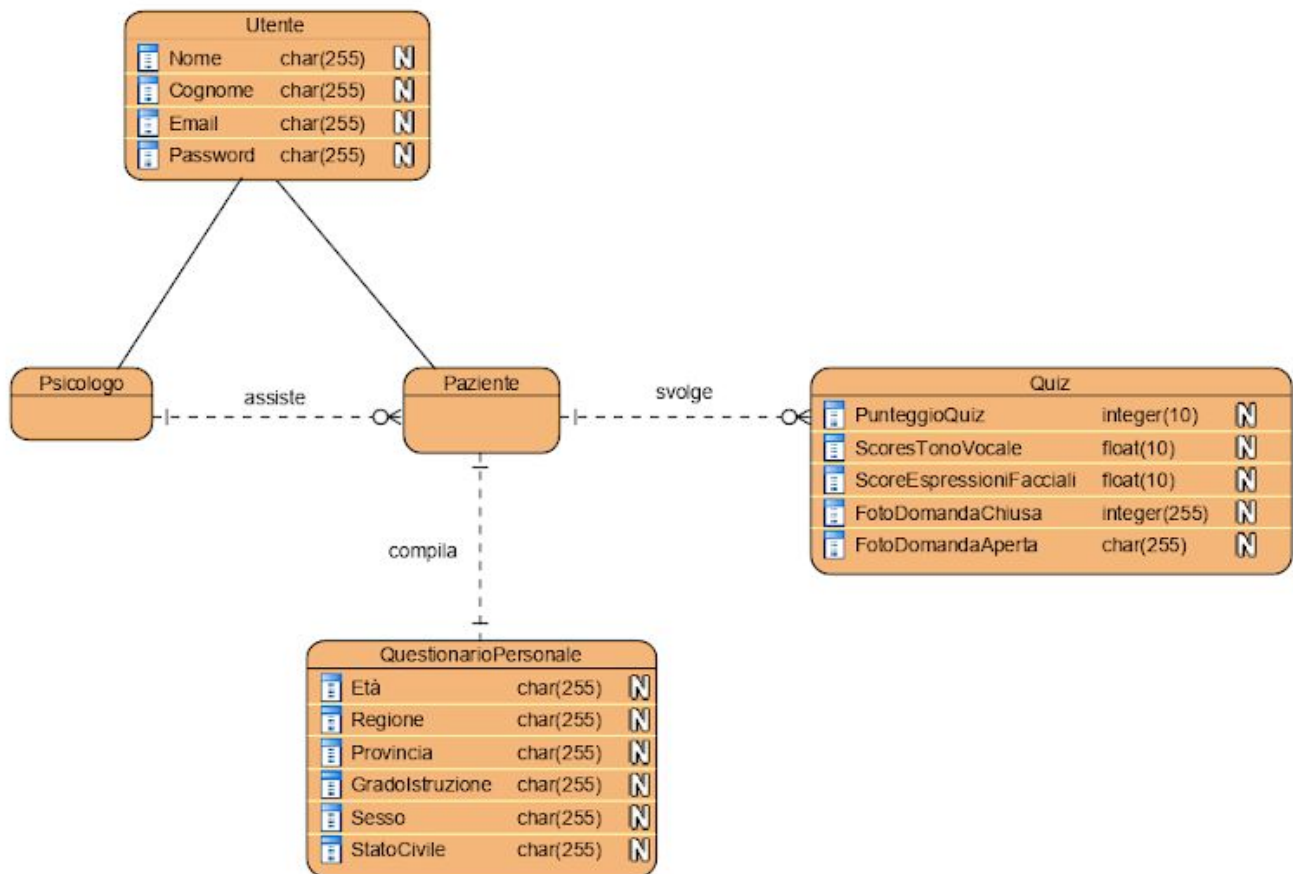 Utente
Nome char(255) N
Cognome char(255) N
Email char(255) N
Password char(255) N
Psicologo
assiste
Paziente
svolge
Quiz
PunteggioQuiz integer(10) N
ScoresTonoVocale float(10) N
ScoreEspressioniFacciali float(10) N
FotoDomandaChiusa integer(255) N
FotoDomandaAperta char(255) N
compila
QuestionarioPersonale
Età char(255) N
Regione char(255) N
Provincia char(255) N
GradoIstruzione char(255) N
Sesso char(255) N
StatoCivile char(255) N